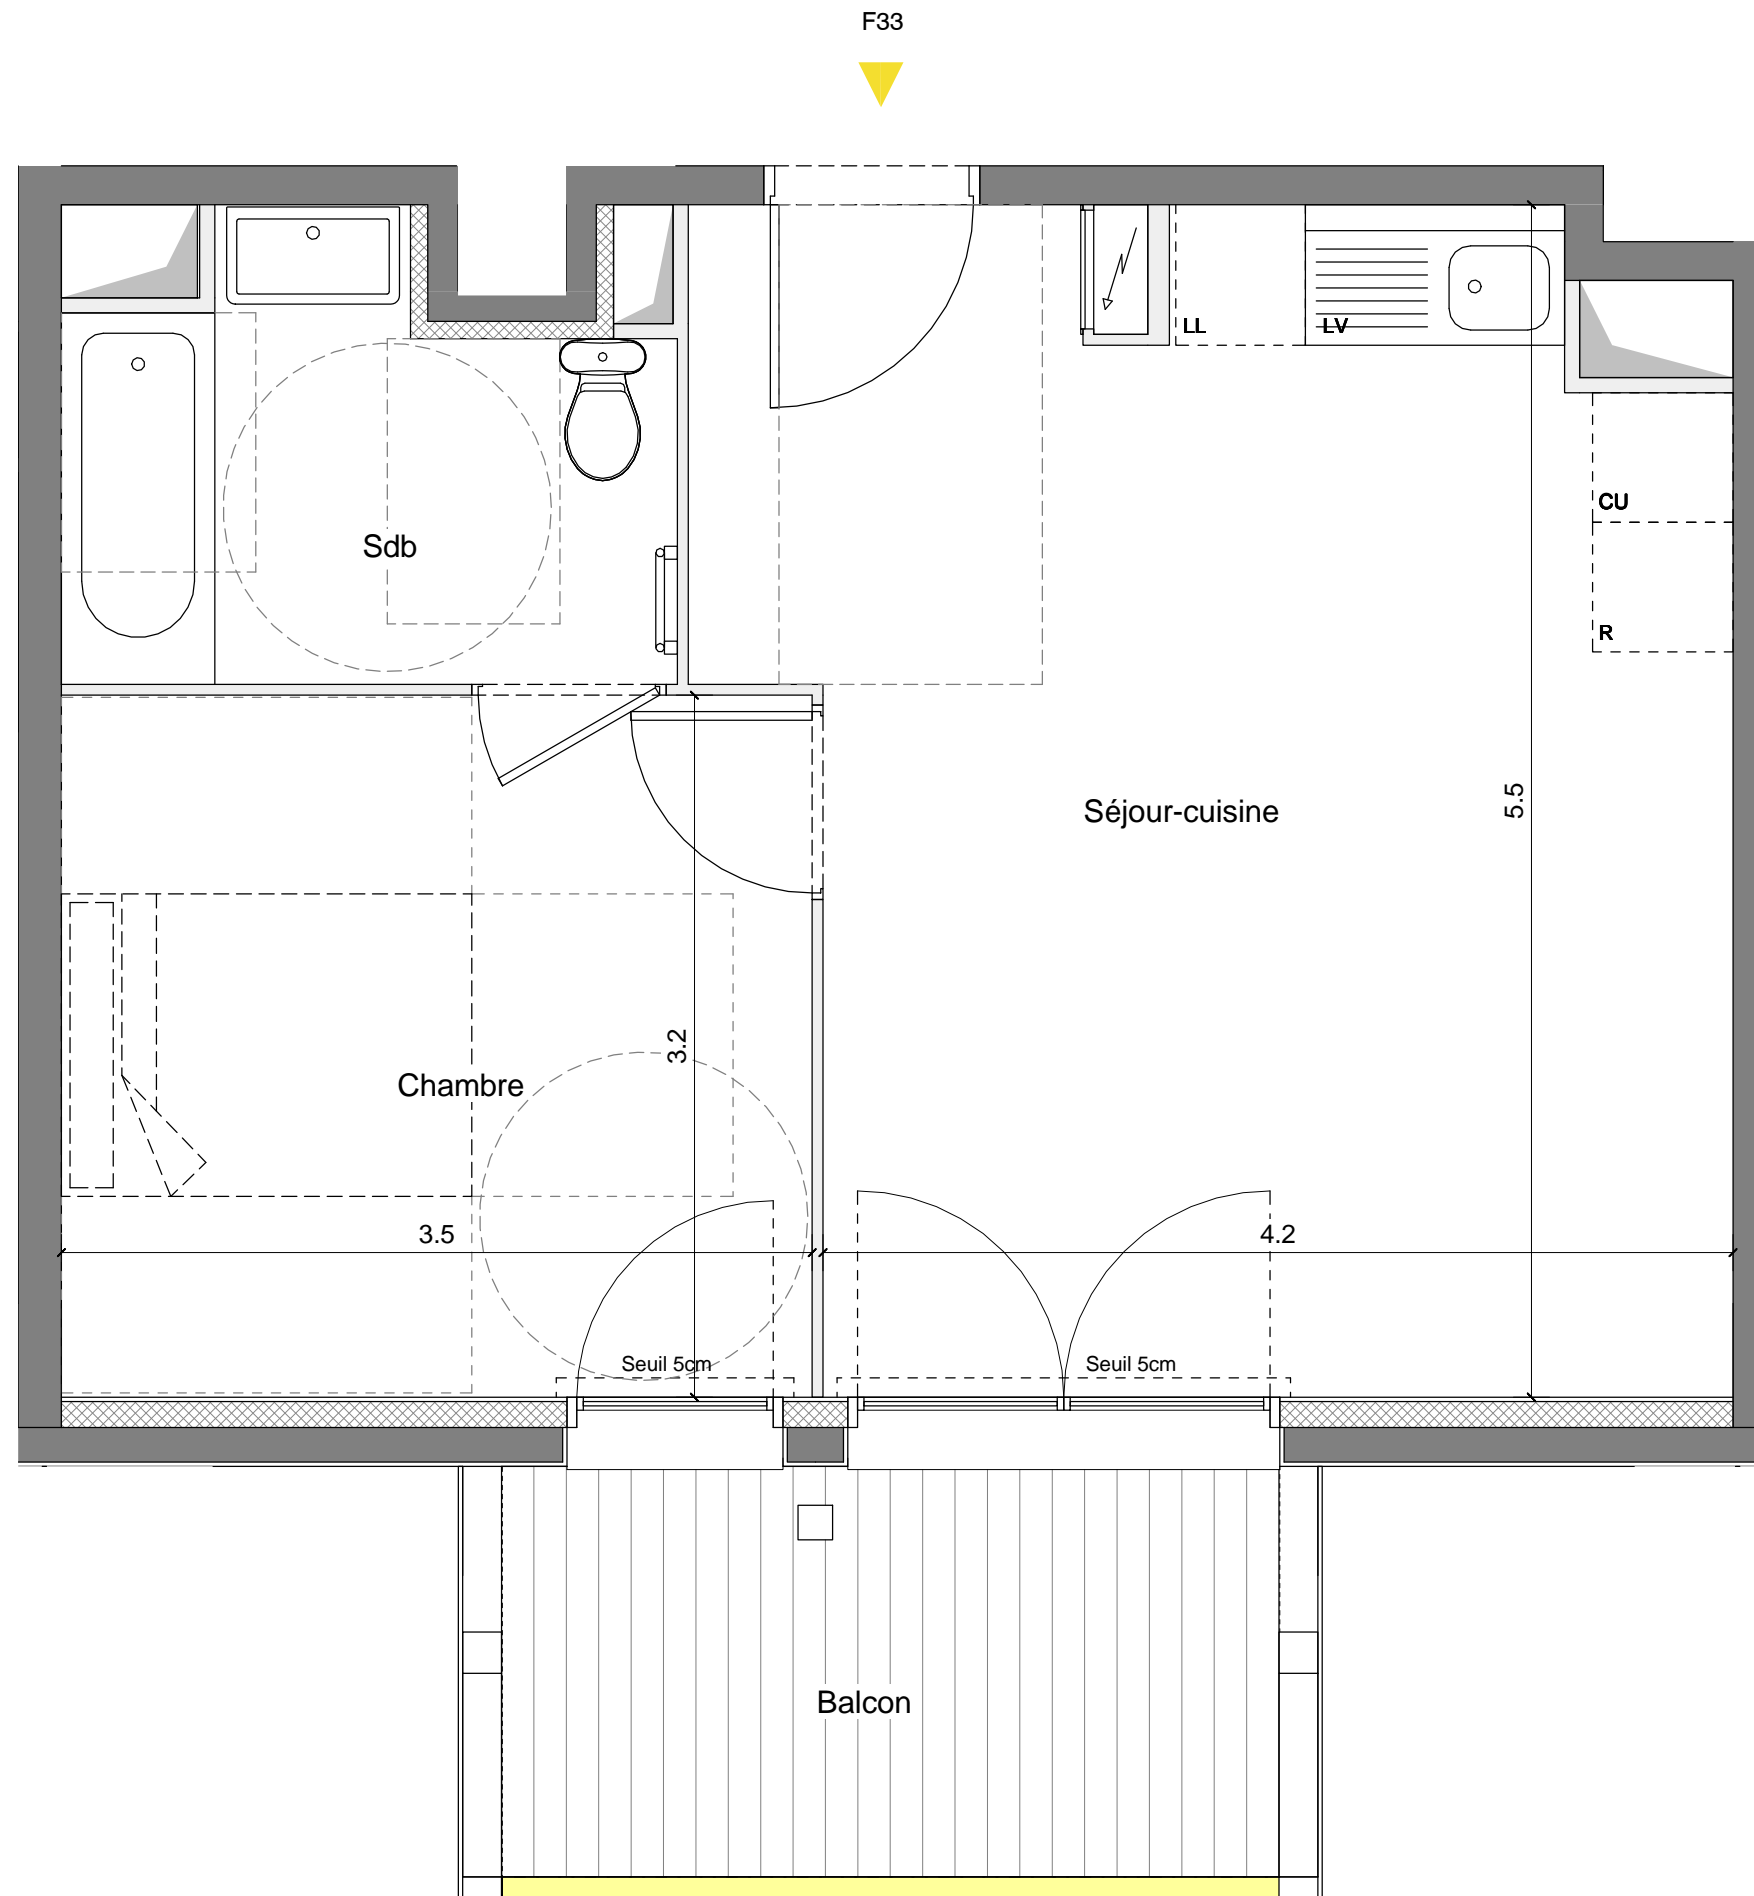 F33
LL
LV
CU
Sdb
R
Séjour-cuisine
5.5
3.2
Chambre
3.5
4.2
Seuil 5cm
Seuil 5cm
Balcon